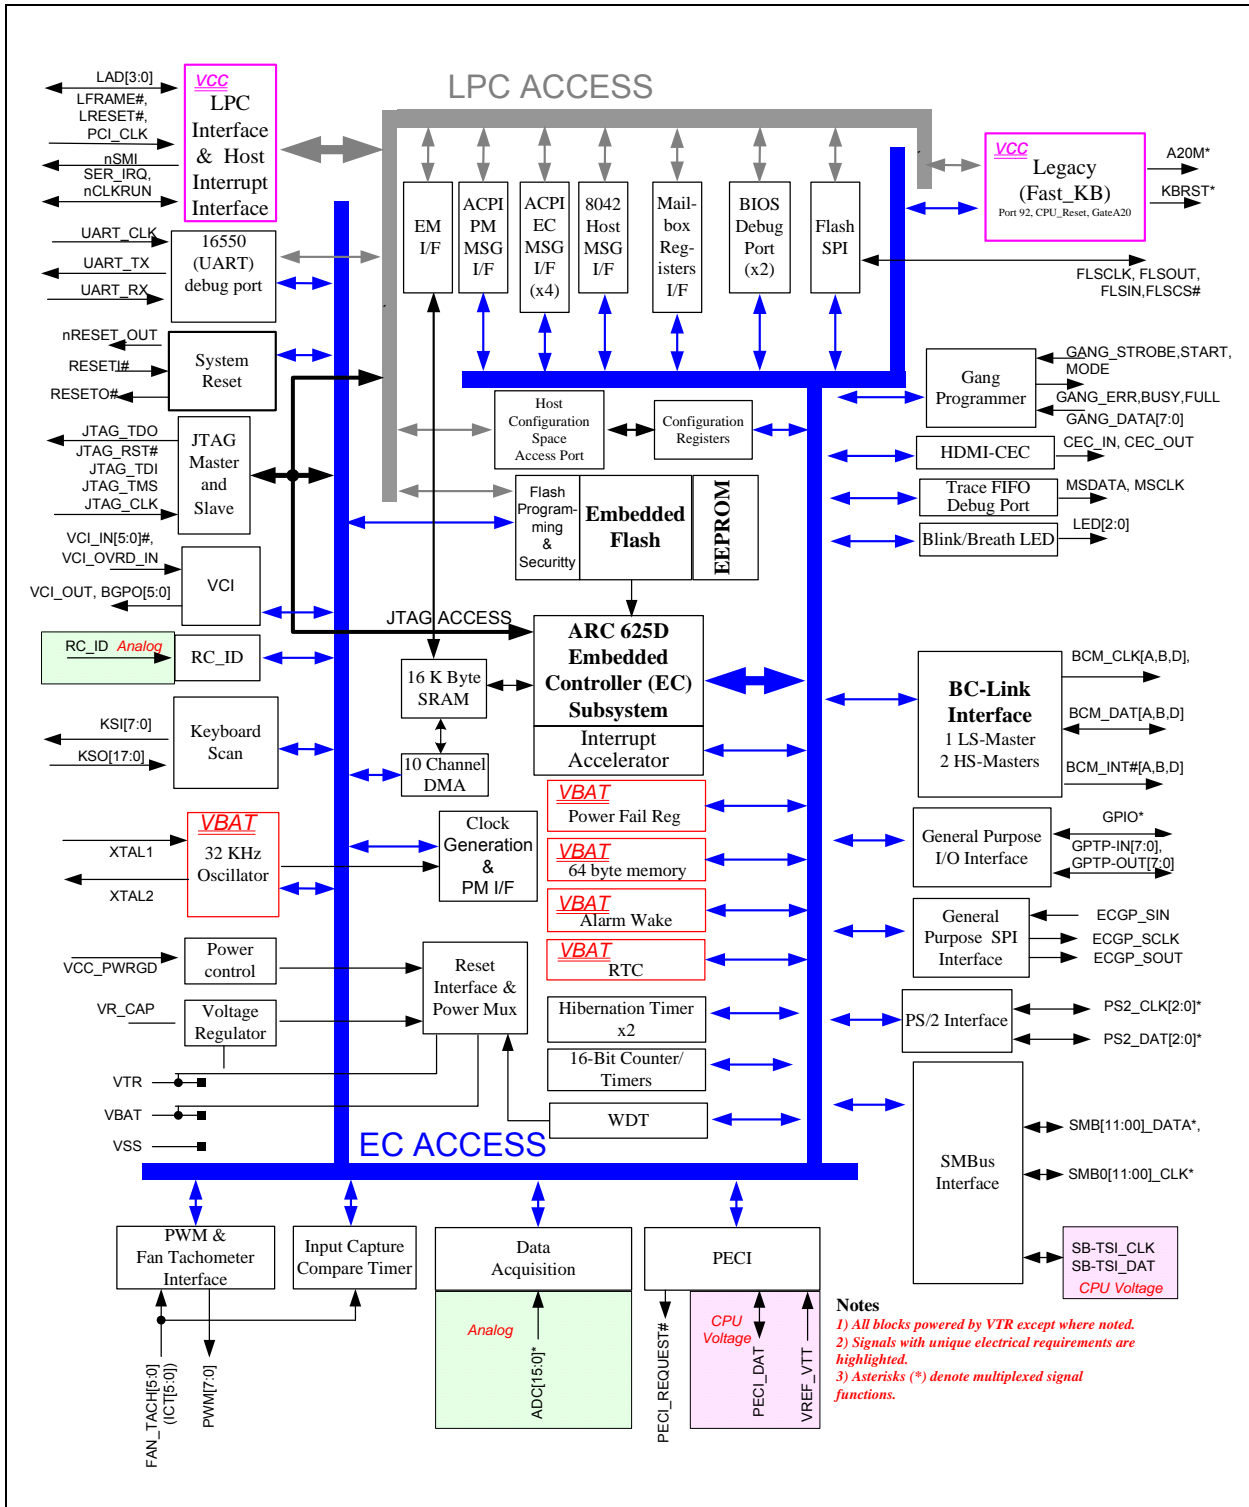 LPC ACCESS
LAD[3:0]
LFRAME#,
LRESET#,
PCI_CLK
nSMI
SER_IRQ,
nCLKRUN
VCC
LPC
Interface
& Host
Interrupt
Interface
UART_CLK
UART_TX
UART_RX
16550
(UART)
debug port
nRESET_OUT
RESETI#
RESETO#
System
Reset
JTAG_TDO
JTAG_RST#
JTAG_TDI
JTAG_TMS
JTAG_CLK
JTAG
Master
and
Slave
VCI_IN[5:0]#,
VCI_OVRD_IN
VCI_OUT, BGPO[5:0]
VCI
RC_ID Analog
RC_ID
KSI[7:0]
KSO[17:0]
Keyboard
Scan
XTAL1
XTAL2
VBAT
32 KHz
Oscillator
VCC_PWRGD
Power
control
VR_CAP
Voltage
Regulator
VTR
VBAT
VSS
EM
I/F
ACPI
PM
MSG
I/F
ACPI
EC
MSG
I/F
(x4)
8042
Host
MSG
I/F
Mail-
box
Reg-
isters
I/F
BIOS
Debug
Port
(x2)
Flash
SPI
VCC
Legacy
(Fast_KB)
Port 92, CPU_Reset, GateA20
A20M*
KBRST*
FLSCLK, FLSOUT,
FLSIN,FLSCS#
Host
Configuration
Space
Access Port
Configuration
Registers
Flash
Program-
ming
&
Securitty
Embedded
Flash
EEPROM
JTAG ACCESS
ARC 625D
Embedded
Controller (EC)
Subsystem
Interrupt
Accelerator
16 K Byte
SRAM
10 Channel
DMA
Clock
Generation
&
PM I/F
VBAT
Power Fail Reg
VBAT
64 byte memory
VBAT
Alarm Wake
VBAT
RTC
Reset
Interface &
Power Mux
Hibernation Timer
x2
16-Bit Counter/
Timers
WDT
EC ACCESS
Gang
Programmer
GANG_STROBE,START,
MODE
GANG_ERR,BUSY,FULL
GANG_DATA[7:0]
HDMI-CEC
CEC_IN, CEC_OUT
Trace FIFO
Debug Port
MSDATA, MSCLK
Blink/Breath LED
LED[2:0]
BC-Link
Interface
1 LS-Master
2 HS-Masters
BCM_CLK[A,B,D],
BCM_DAT[A,B,D]
BCM_INT#[A,B,D]
General Purpose
I/O Interface
GPIO*
GPTP-IN[7:0],
GPTP-OUT[7:0]
General
Purpose SPI
Interface
ECGP_SIN
ECGP_SCLK
ECGP_SOUT
PS/2 Interface
PS2_CLK[2:0]*
PS2_DAT[2:0]*
SMBus
Interface
SMB[11:00]_DATA*,
SMB0[11:00]_CLK*
SB-TSI_CLK
SB-TSI_DAT
CPU Voltage
PWM &
Fan Tachometer
Interface
Input Capture
Compare Timer
Data
Acquisition
PECI
FAN_TACH[5:0]
(ICT[5:0])
PWM[7:0]
Analog
ADC[15:0]*
PECI_REQUEST#
CPU
Voltage
PECI_DAT
VREF_VTT
Notes
1) All blocks powered by VTR except where noted.
2) Signals with unique electrical requirements are
highlighted.
3) Asterisks (*) denote multiplexed signal
functions.